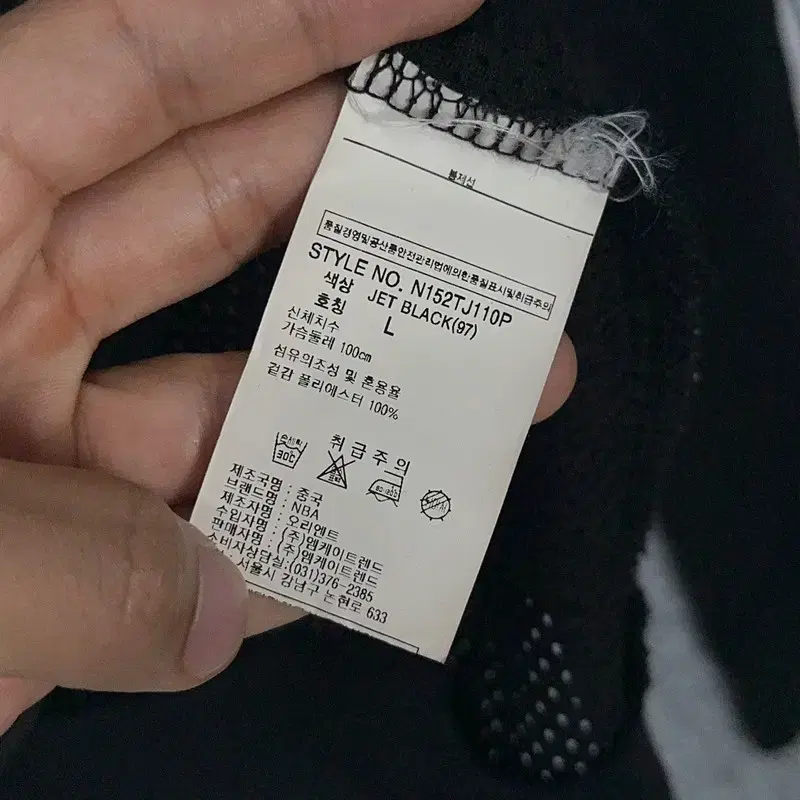 품질경영및공산품안전관리법에의한품질표시및취급주의
STYLE NO. N152TJ110P
색상 JET BLACK(97)
호칭 L
신체치수
가슴둘레 100cm
섬유의조성 및 혼용율
겉감 폴리에스터 100%
취급주의
손세탁
30C
제조국명 : 중국
브랜드명 : NBA
제조자명 : 오리엔트
수입자명 : (주)엠케이트렌드
판매자명 : (주)엠케이트렌드
소비자상담실:(031)376-2385
서울시 강남구 논현로 633